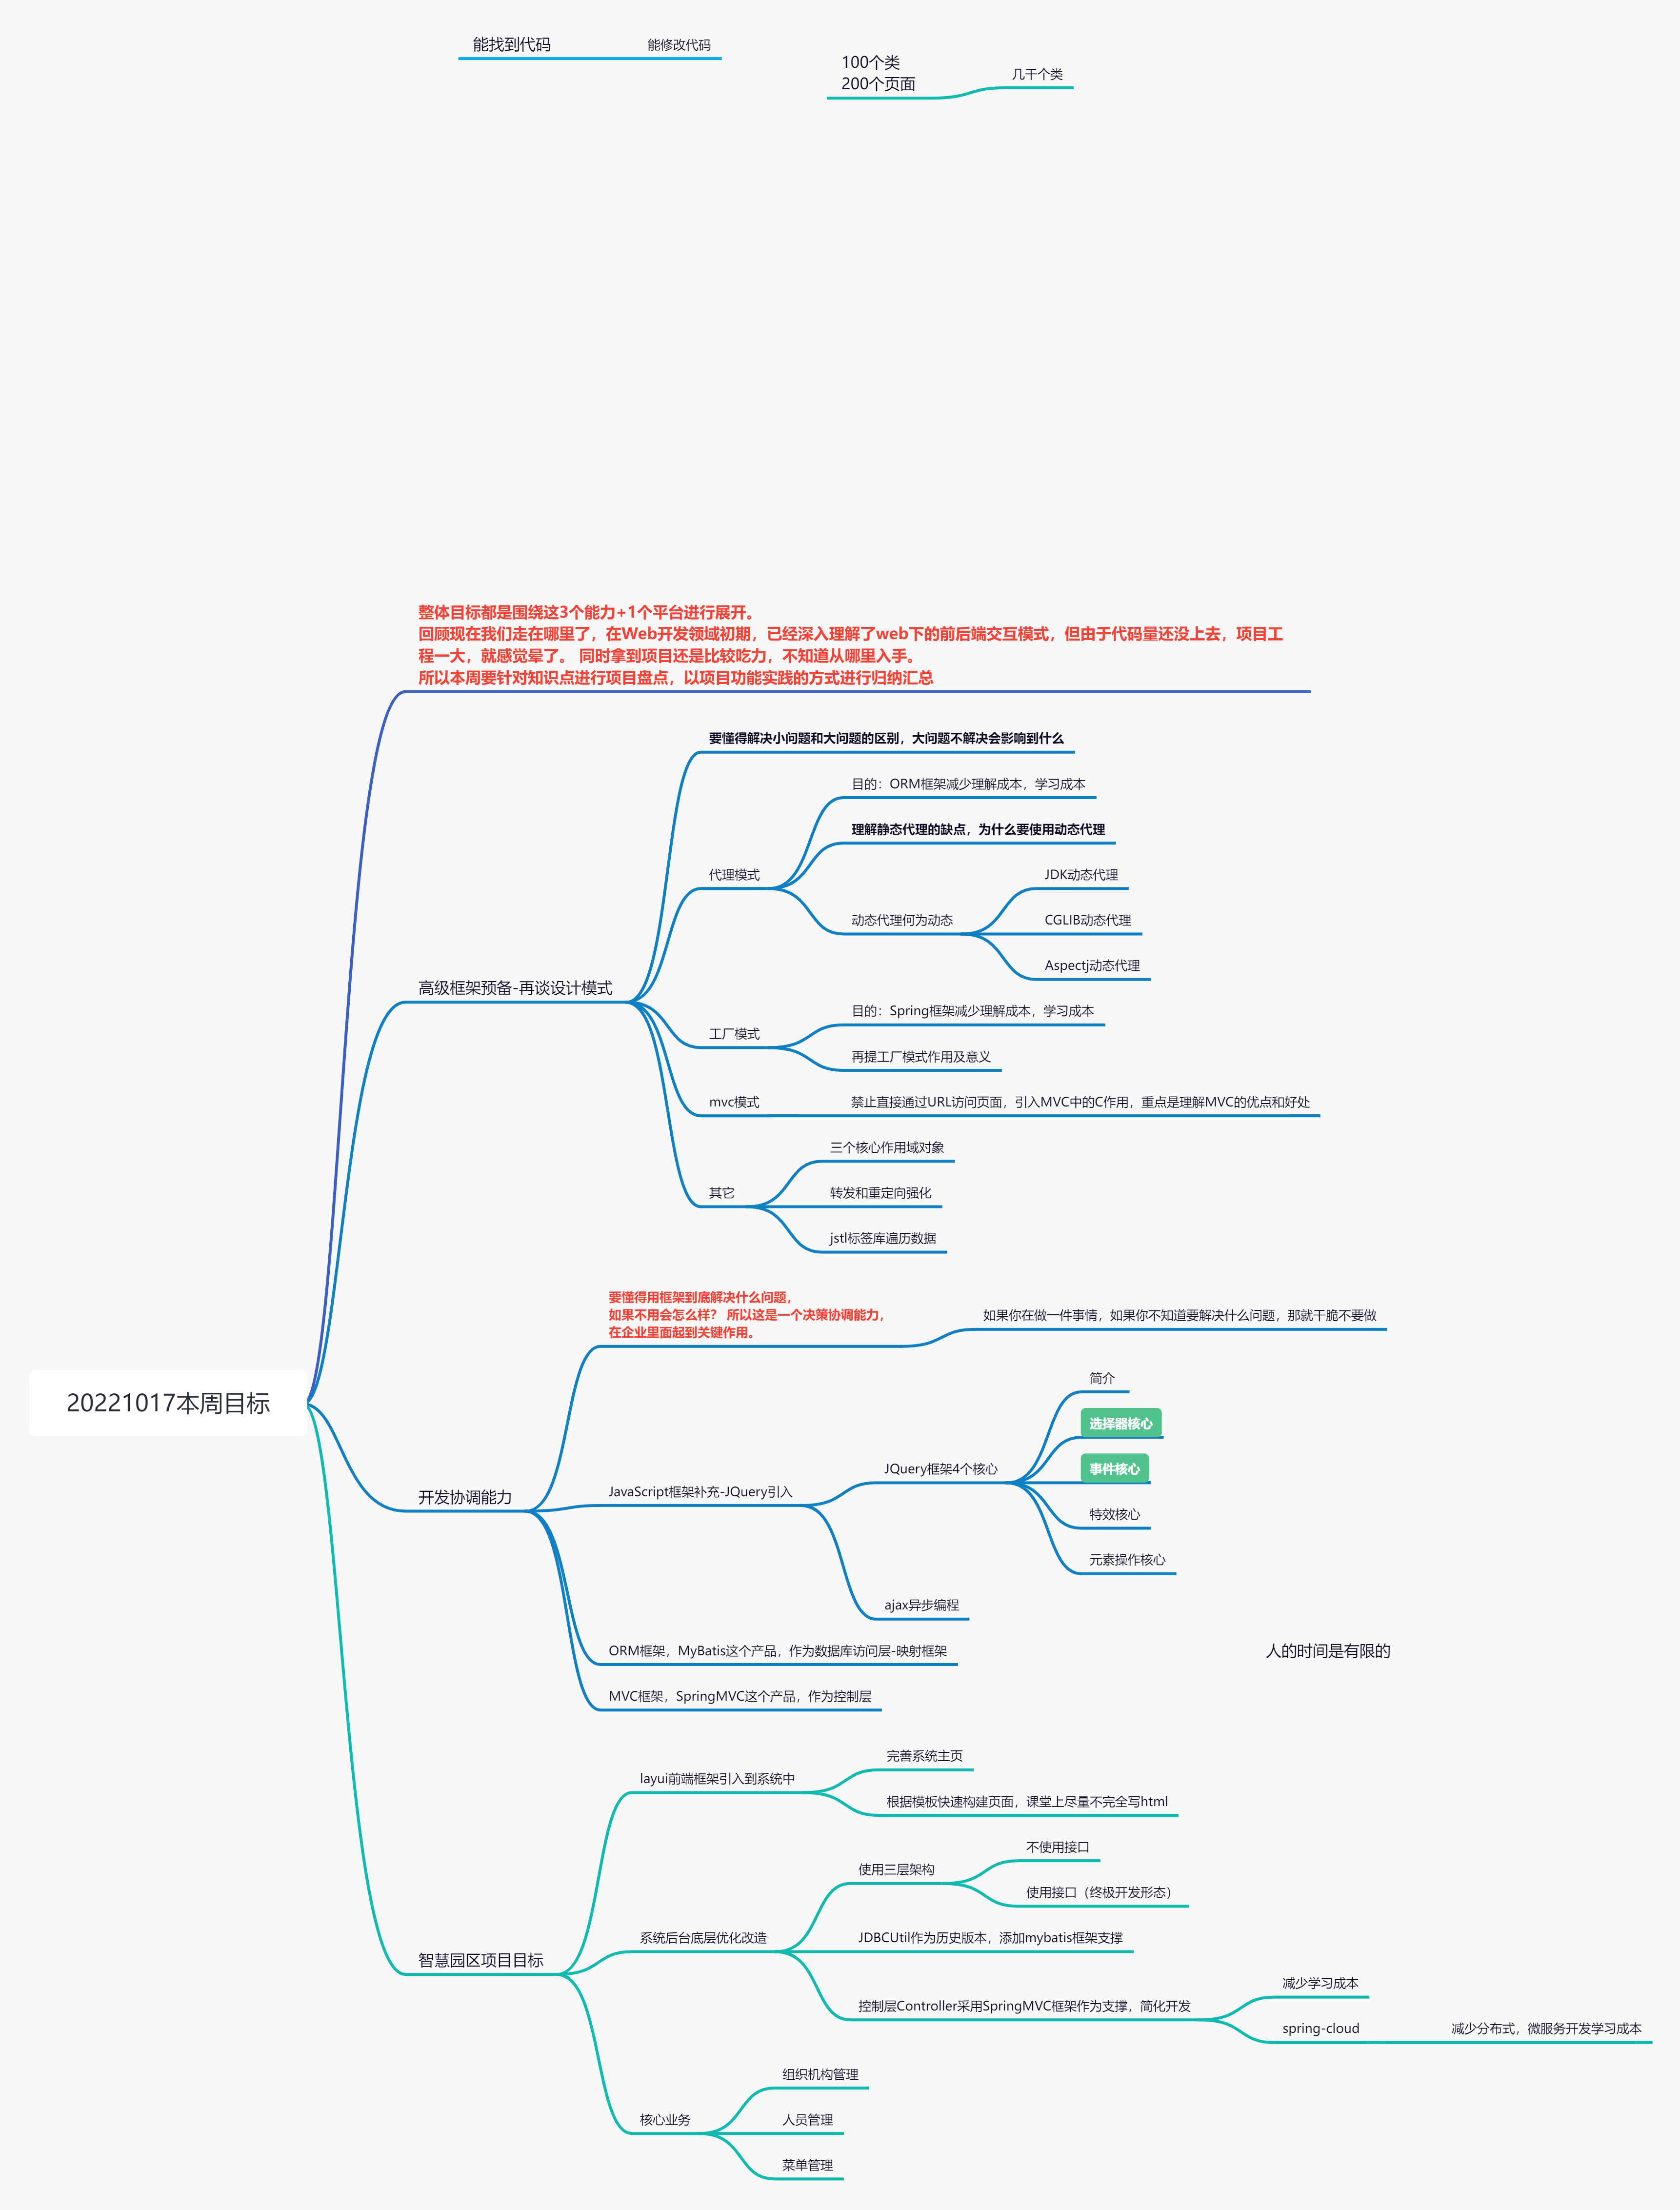 能找到代码
能修改代码
100个类
200个页面
几千个类
整体目标都是围绕这3个能力+1个平台进行展开。
回顾现在我们走在哪里了，在Web开发领域初期，已经深入理解了web下的前后端交互模式，但由于代码量还没上去，项目工
程一大，就感觉晕了。 同时拿到项目还是比较吃力，不知道从哪里入手。
所以本周要针对知识点进行项目盘点，以项目功能实践的方式进行归纳汇总
要懂得解决小问题和大问题的区别，大问题不解决会影响到什么
目的：ORM框架减少理解成本，学习成本
理解静态代理的缺点，为什么要使用动态代理
代理模式
JDK动态代理
动态代理何为动态
CGLIB动态代理
Aspectj动态代理
高级框架预备-再谈设计模式
目的：Spring框架减少理解成本，学习成本
工厂模式
再提工厂模式作用及意义
mvc模式
禁止直接通过URL访问页面，引入MVC中的C作用，重点是理解MVC的优点和好处
三个核心作用域对象
其它
转发和重定向强化
jstl标签库遍历数据
要懂得用框架到底解决什么问题，
如果不用会怎么样？ 所以这是一个决策协调能力，
在企业里面起到关键作用。
如果你在做一件事情，如果你不知道要解决什么问题，那就干脆不要做
简介
20221017本周目标
选择器核心
JQuery框架4个核心
事件核心
开发协调能力
JavaScript框架补充-JQuery引入
特效核心
元素操作核心
ajax异步编程
ORM框架，MyBatis这个产品，作为数据库访问层-映射框架
人的时间是有限的
MVC框架，SpringMVC这个产品，作为控制层
完善系统主页
layui前端框架引入到系统中
根据模板快速构建页面，课堂上尽量不完全写html
不使用接口
使用三层架构
使用接口（终极开发形态）
系统后台底层优化改造
JDBCUtil作为历史版本，添加mybatis框架支撑
智慧园区项目目标
减少学习成本
控制层Controller采用SpringMVC框架作为支撑，简化开发
spring-cloud
减少分布式，微服务开发学习成本
组织机构管理
核心业务
人员管理
菜单管理